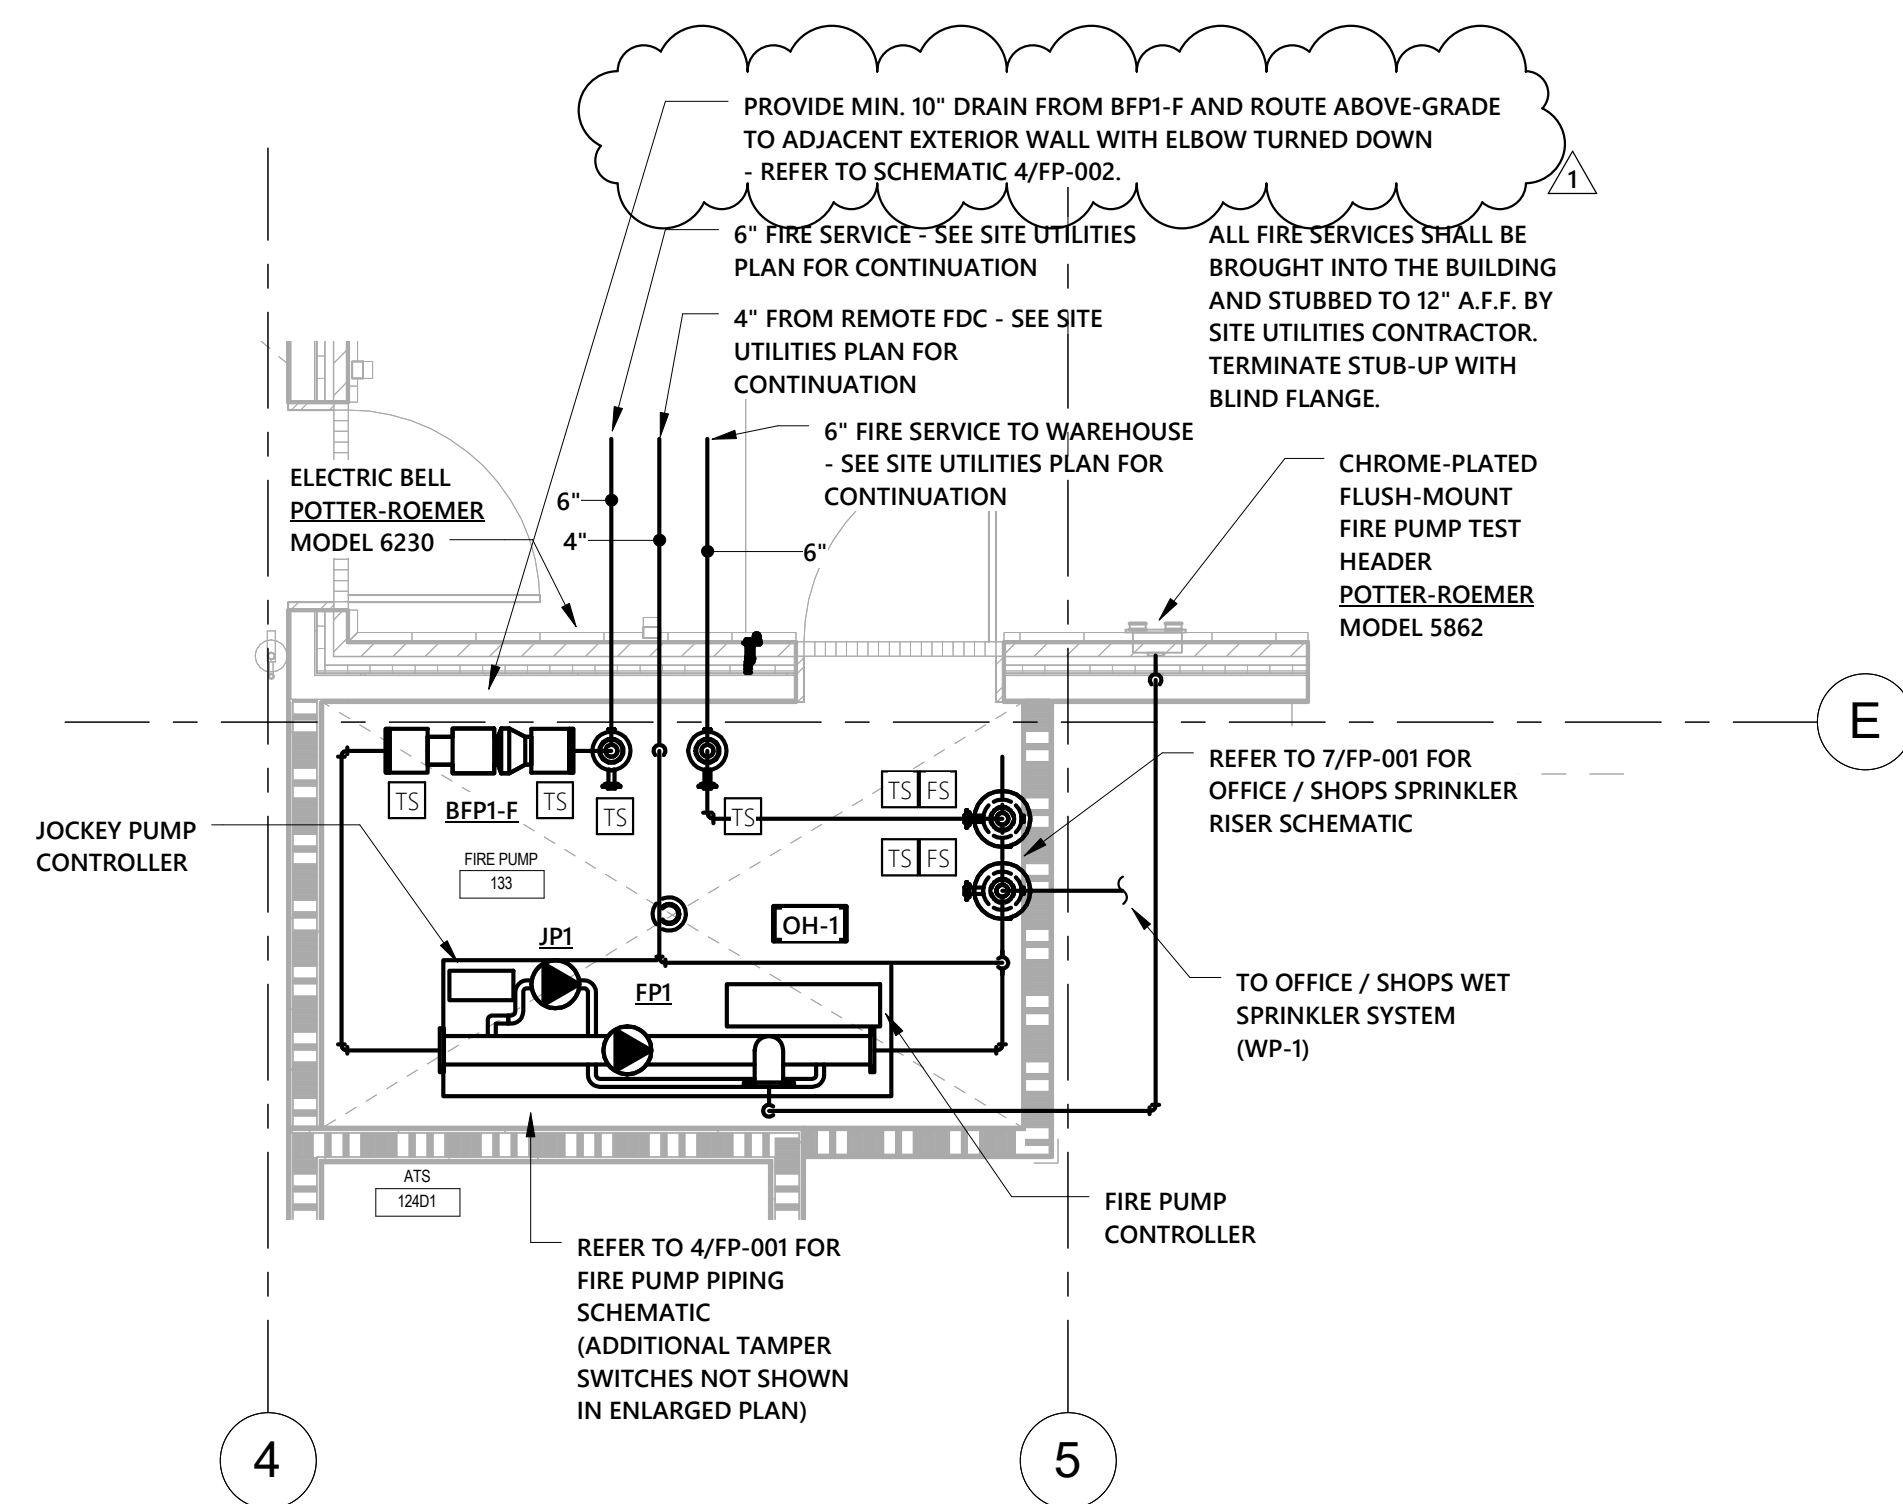 PROVIDE MIN. 10" DRAIN FROM BFP1-F AND ROUTE ABOVE-GRADE
TO ADJACENT EXTERIOR WALL WITH ELBOW TURNED DOWN
- REFER TO SCHEMATIC 4/FP-002.
1
6" FIRE SERVICE - SEE SITE UTILITIES
PLAN FOR CONTINUATION
ALL FIRE SERVICES SHALL BE
BROUGHT INTO THE BUILDING
AND STUBBED TO 12" A.F.F. BY
SITE UTILITIES CONTRACTOR.
TERMINATE STUB-UP WITH
BLIND FLANGE.
4" FROM REMOTE FDC - SEE SITE
UTILITIES PLAN FOR
CONTINUATION
6" FIRE SERVICE TO WAREHOUSE
- SEE SITE UTILITIES PLAN FOR
CONTINUATION
ELECTRIC BELL
POTTER-ROEMER
MODEL 6230
6"
4"
6"
CHROME-PLATED
FLUSH-MOUNT
FIRE PUMP TEST
HEADER
POTTER-ROEMER
MODEL 5862
E
REFER TO 7/FP-001 FOR
OFFICE / SHOPS SPRINKLER
RISER SCHEMATIC
TS
BFP1-F
TS
TS
TS
TS FS
TS FS
JOCKEY PUMP
CONTROLLER
FIRE PUMP
133
OH-1
JP1
FP1
TO OFFICE / SHOPS WET
SPRINKLER SYSTEM
(WP-1)
ATS
124D1
FIRE PUMP
CONTROLLER
REFER TO 4/FP-001 FOR
FIRE PUMP PIPING
SCHEMATIC
(ADDITIONAL TAMPER
SWITCHES NOT SHOWN
IN ENLARGED PLAN)
4
5